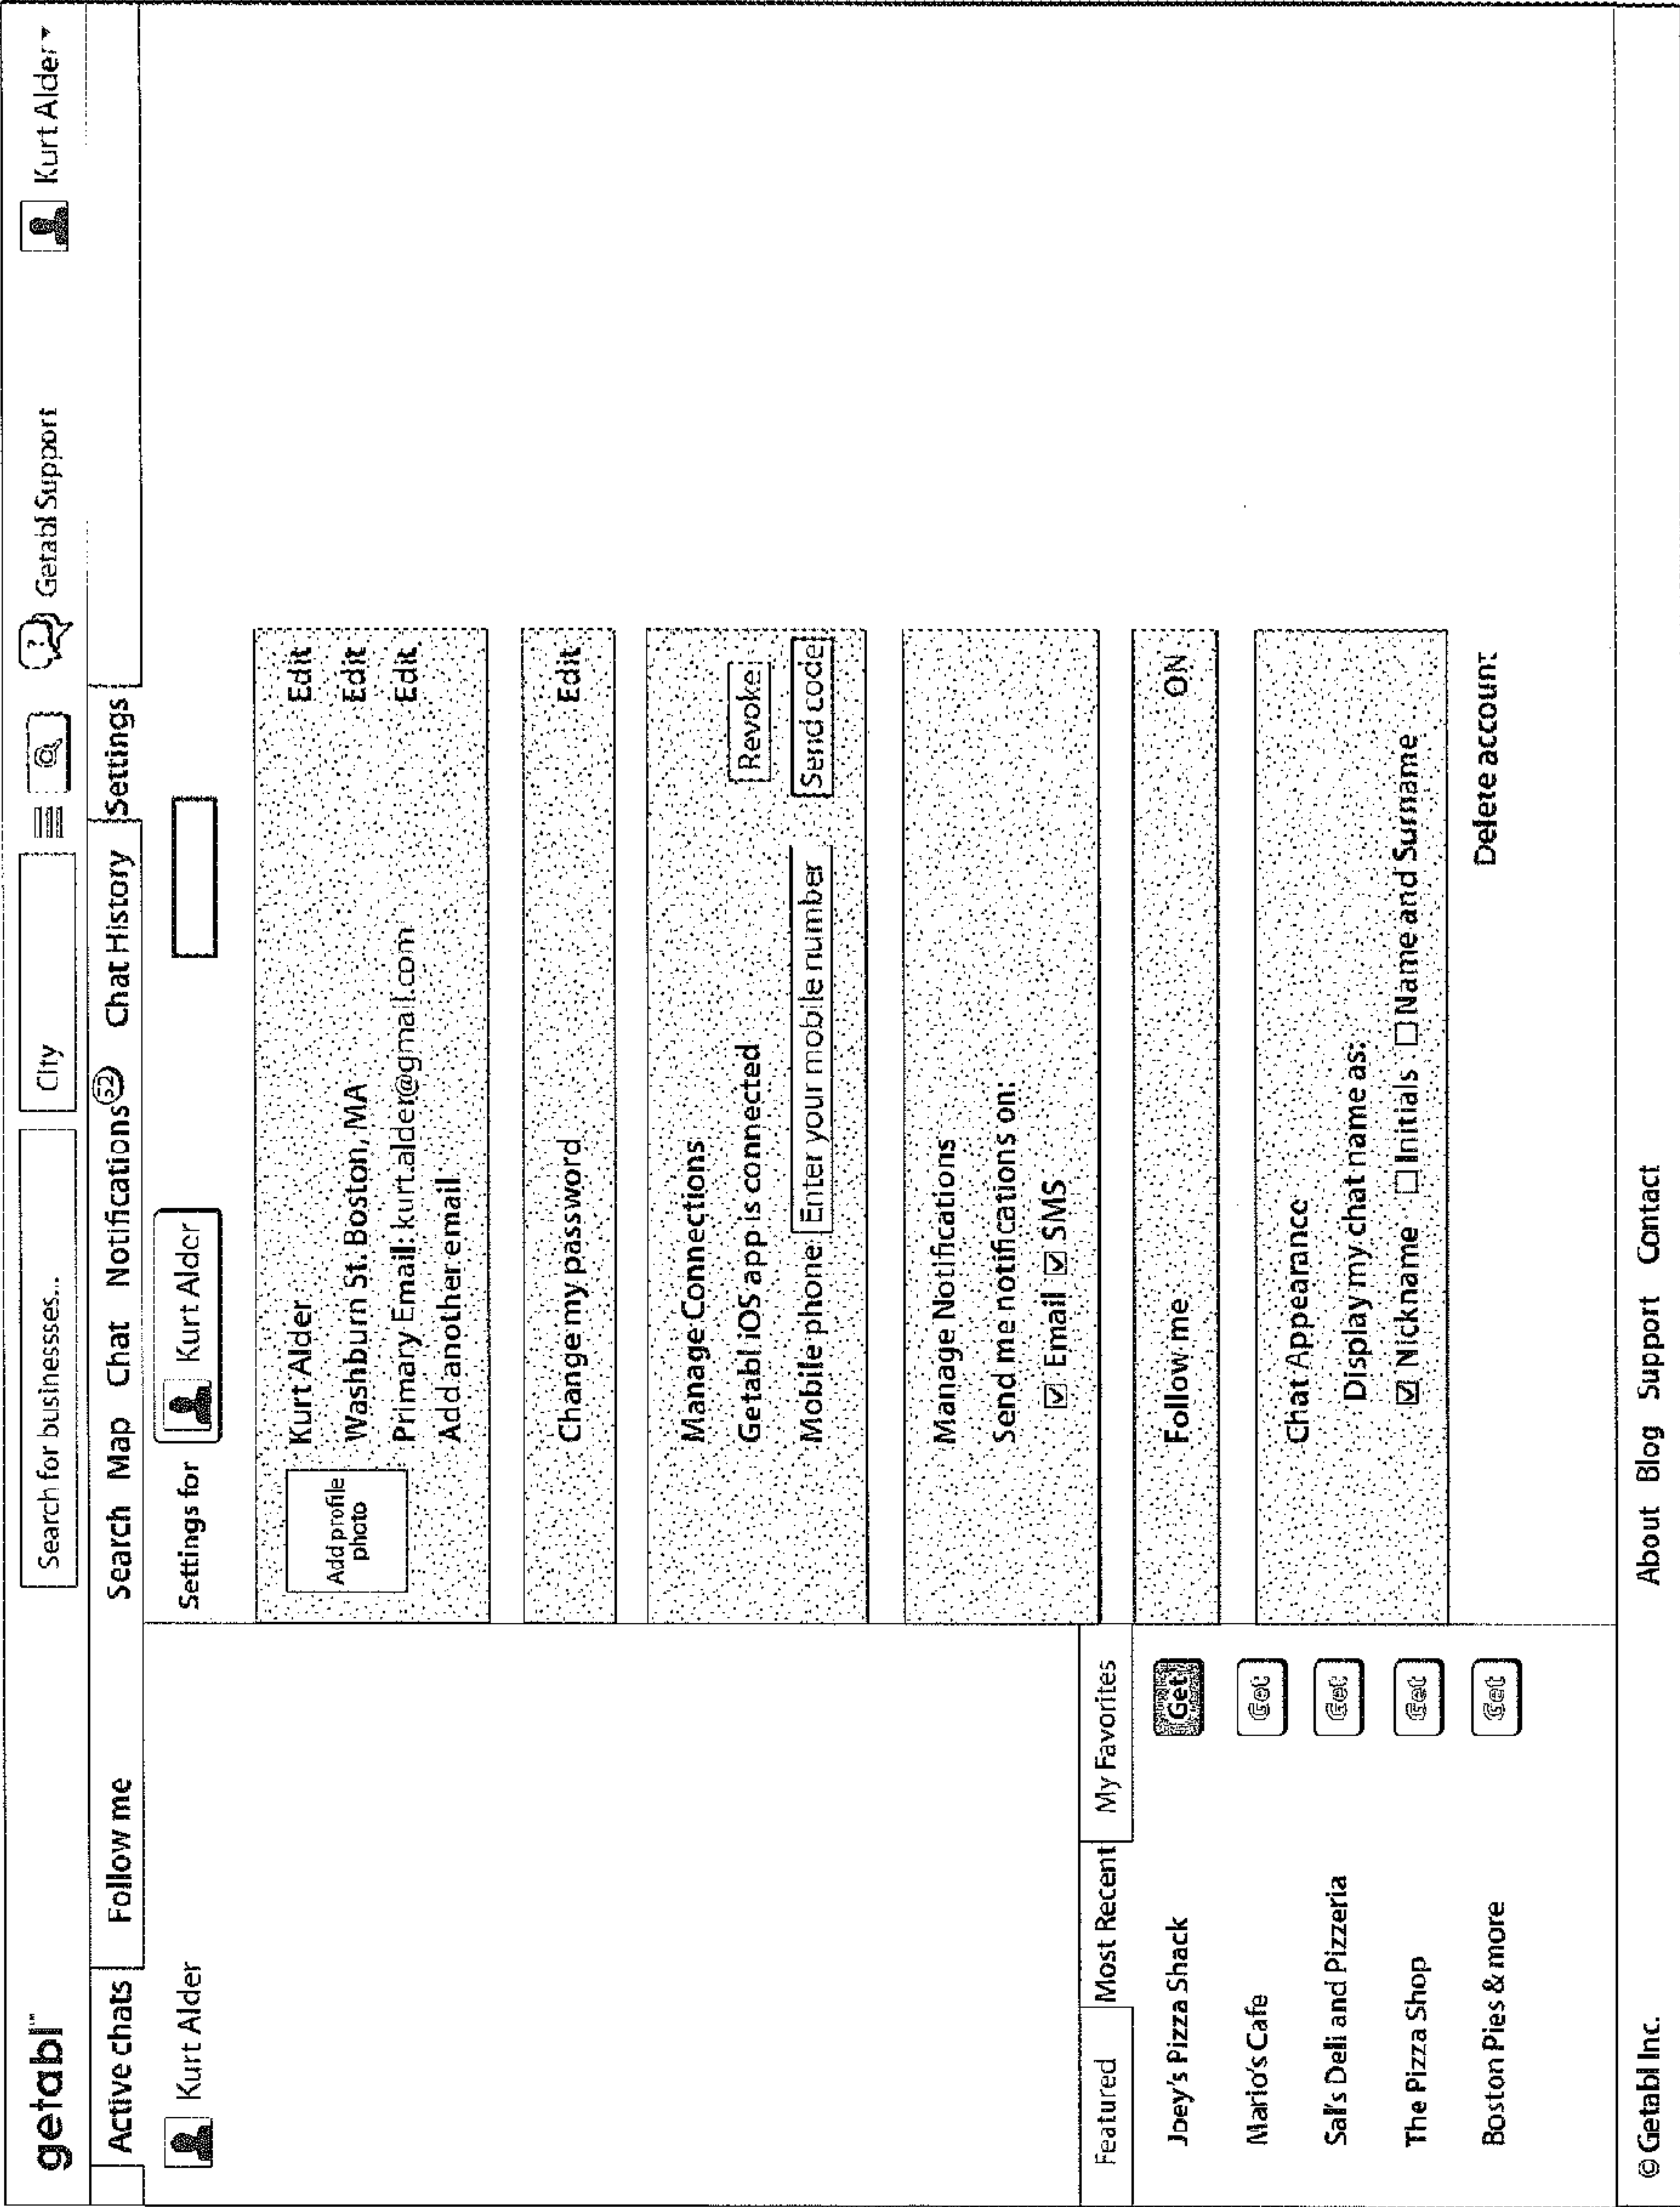 getabl™ Search for businesses... City Getabl Support Kurt Alder
Active chats Follow me Search Map Chat Notifications 52 Chat History Settings
Kurt Alder
Settings for Kurt Alder
Add profile
photo
Kurt Alder Edit
Washburn St. Boston, MA Edit
Primary Email: kurt.alder@gmail.com Edit
Add another email
Change my password Edit
Manage Connections
Getabl iOS app is connected Revoke
Mobile phone Enter your mobile number Send code
Manage Notifications
Send me notifications on:
Email SMS
Follow me ON
Chat Appearance
Display my chat name as:
Nickname Initials Name and Surname
Delete account
Featured Most Recent My Favorites
Joey's Pizza Shack Get
Mario's Cafe Get
Sal's Deli and Pizzeria Get
The Pizza Shop Get
Boston Pies & more Get
© Getabl Inc. About Blog Support Contact